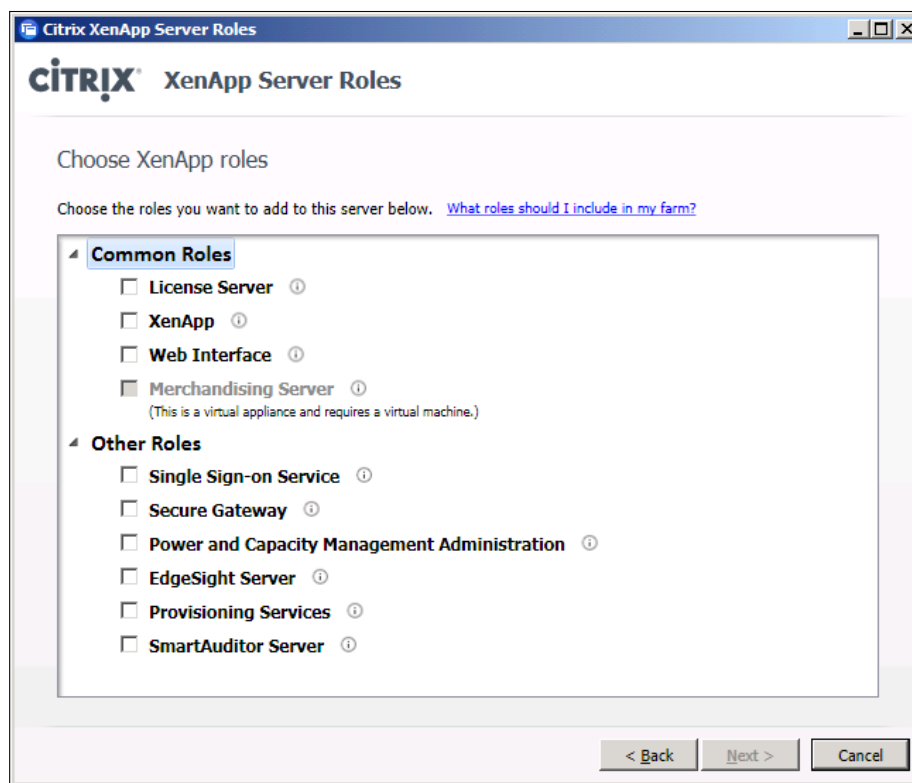 Citrix XenApp Server Roles
CİTRIX XenApp Server Roles
Choose XenApp roles
Choose the roles you want to add to this server below. What roles should I include in my farm?
Common Roles
License Server
XenApp
Web Interface
Merchandising Server
(This is a virtual appliance and requires a virtual machine.)
Other Roles
Single Sign-on Service
Secure Gateway
Power and Capacity Management Administration
EdgeSight Server
Provisioning Services
SmartAuditor Server
< Back Next > Cancel